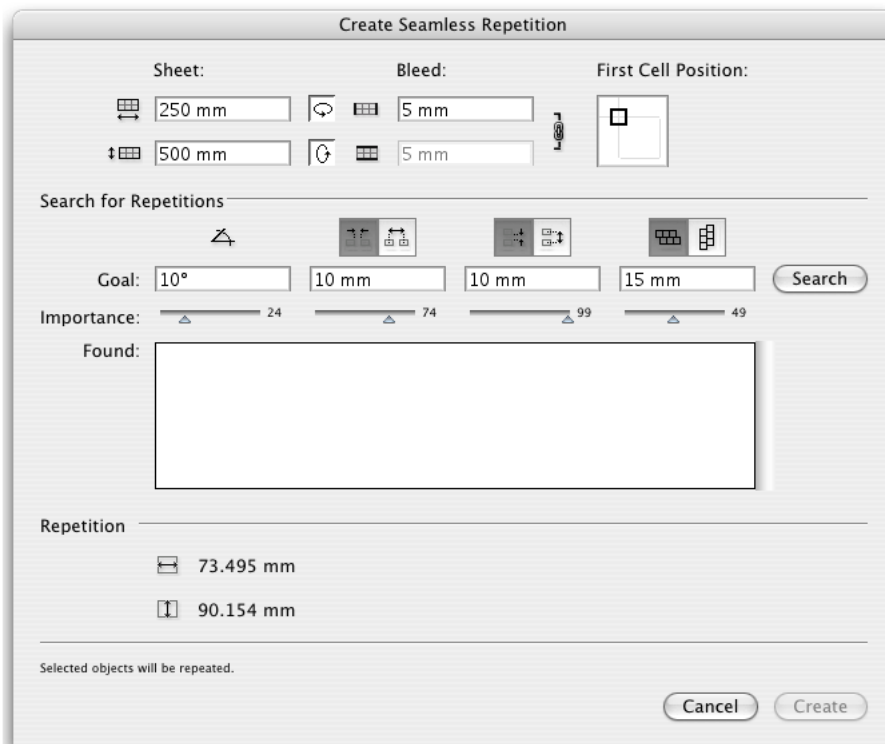 Create Seamless Repetition
Sheet: Bleed: First Cell Position:
250 mm 5 mm
500 mm 5 mm
Search for Repetitions
Goal: 10° 10 mm 10 mm 15 mm Search
Importance: 24 74 99 49
Found:
Repetition
73.495 mm
90.154 mm
Selected objects will be repeated.
Cancel Create